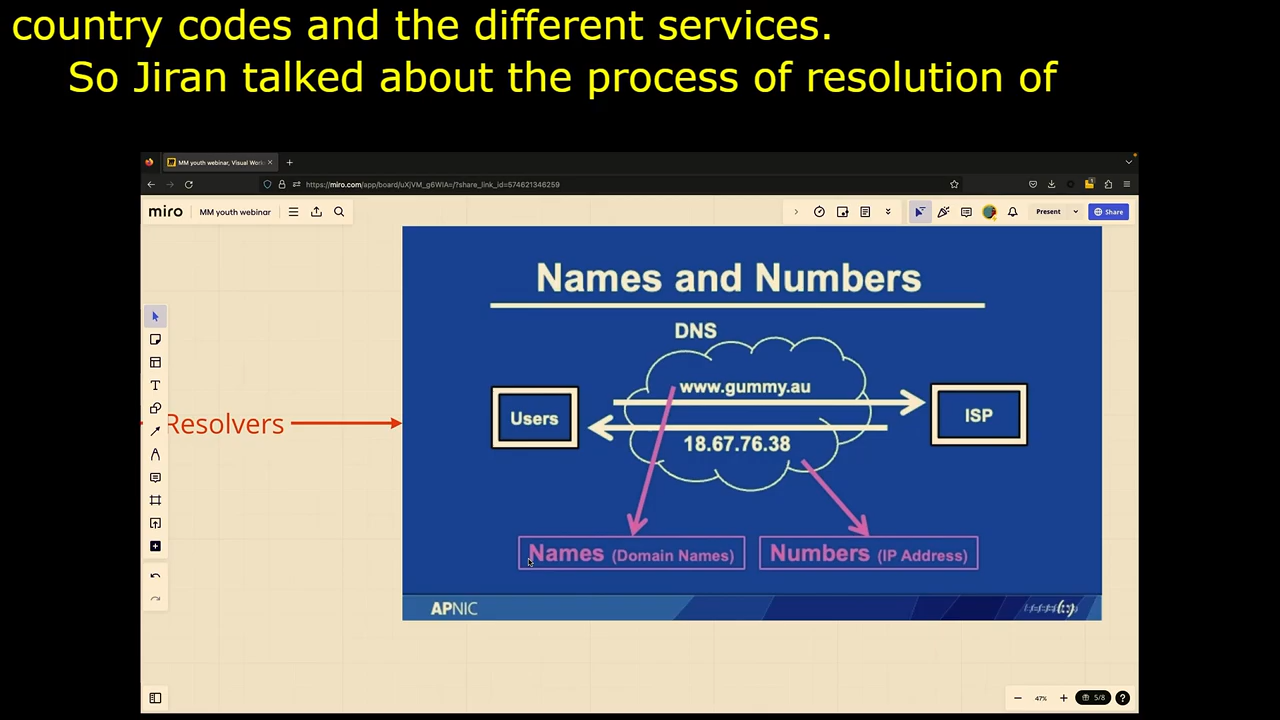 country codes and the different services.
So Jiran talked about the process of resolution of
MM youth webinar, Visual Work
https://miro.com/app/board/uXjVM_g6WIA=/?share_link_id=574621346259
miro
MM youth webinar
Present
Share
Names and Numbers
DNS
www.gummy.au
Users
ISP
18.67.76.38
Resolvers
Names (Domain Names)
Numbers (IP Address)
APNIC
47%
5/8